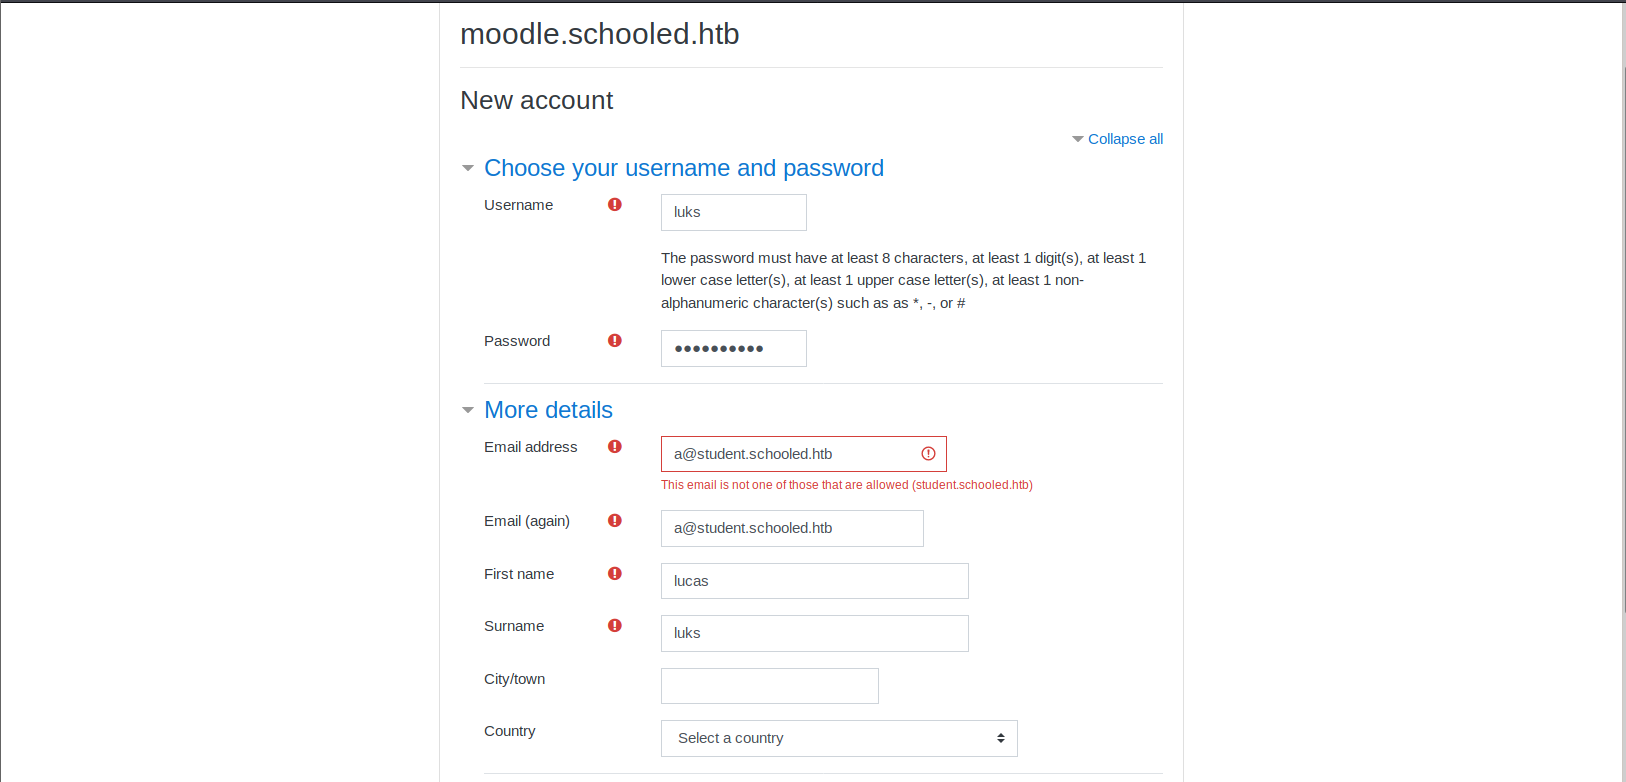 moodle.schooled.htb
New account
Collapse all
Choose your username and password
Username
luks
The password must have at least 8 characters, at least 1 digit(s), at least 1
lower case letter(s), at least 1 upper case letter(s), at least 1 non-
alphanumeric character(s) such as as *, -, or #
Password
●●●●●●●●●●
More details
Email address
a@student.schooled.htb
This email is not one of those that are allowed (student.schooled.htb)
Email (again)
a@student.schooled.htb
First name
lucas
Surname
luks
City/town
Country
Select a country